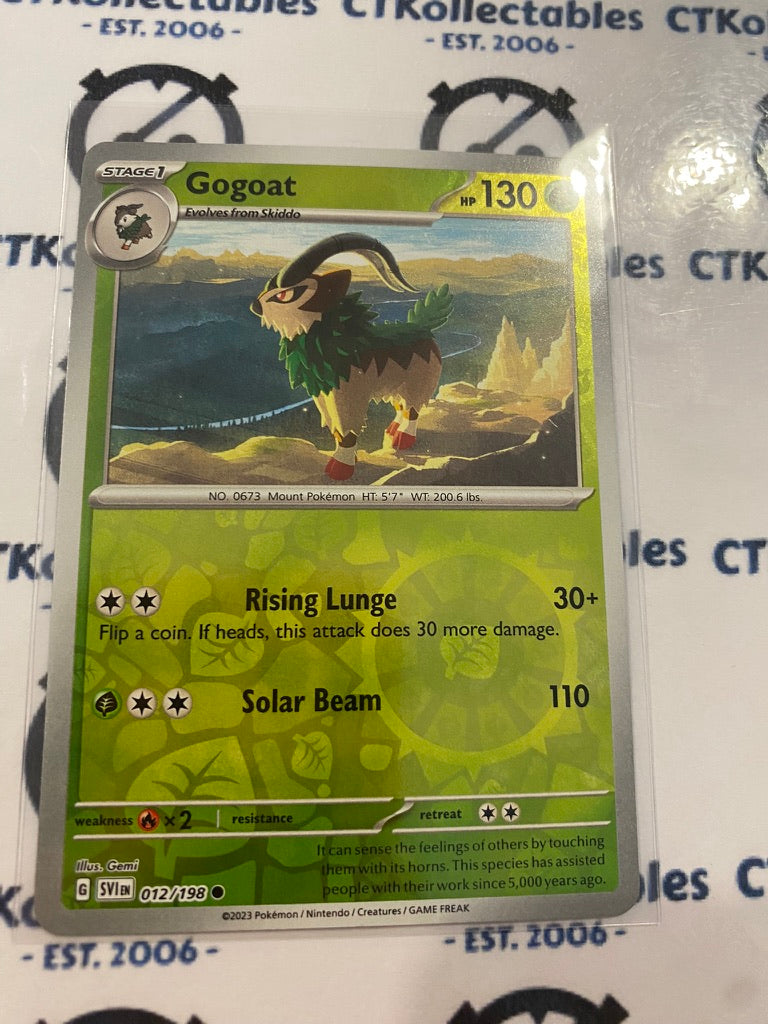 CTKollectables CTKollectables CTKo
- EST. 2006 - - EST. 2006 -
STAGE 1
Gogoat
HP 130
Evolves from Skiddo
les CTK
NO. 0673 Mount Pokémon HT: 5'7" WT: 200.6 lbs.
Rising Lunge 30+
les CT
Flip a coin. If heads, this attack does 30 more damage.
Solar Beam 110
weakness ×2 resistance retreat
It can sense the feelings of others by touching
them with its horns. This species has assisted
people with their work since 5,000 years ago.
Illus. Gemi
G SVI EN 012/198
les C
©2023 Pokémon / Nintendo / Creatures / GAME FREAK
- EST. 2006 - - EST. 2006 -